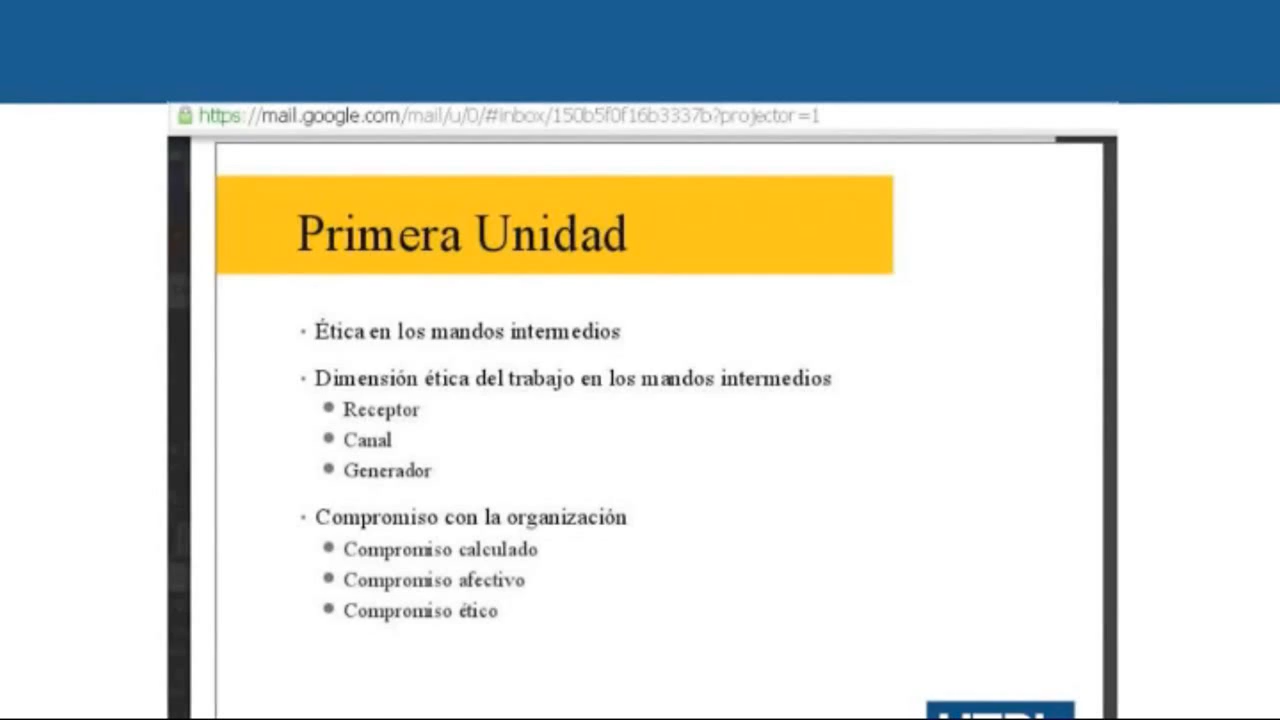 https://mail.google.com/mail/u/0/#inbox/150b5f0f16b3337b?projector=1
Primera Unidad
· Ética en los mandos intermedios
· Dimensión ética del trabajo en los mandos intermedios
● Receptor
● Canal
● Generador
· Compromiso con la organización
● Compromiso calculado
● Compromiso afectivo
● Compromiso ético